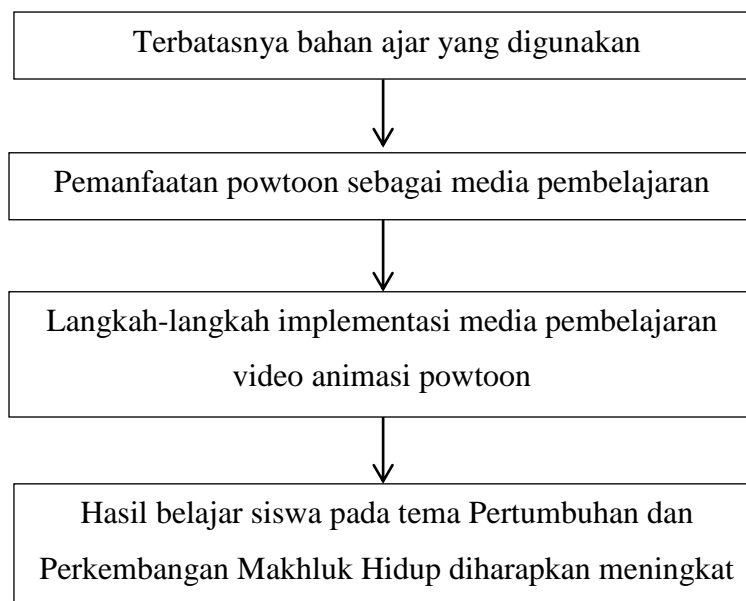 Terbatasnya bahan ajar yang digunakan
Pemanfaatan powtoon sebagai media pembelajaran
Langkah-langkah implementasi media pembelajaran
video animasi powtoon
Hasil belajar siswa pada tema Pertumbuhan dan
Perkembangan Makhluk Hidup diharapkan meningkat